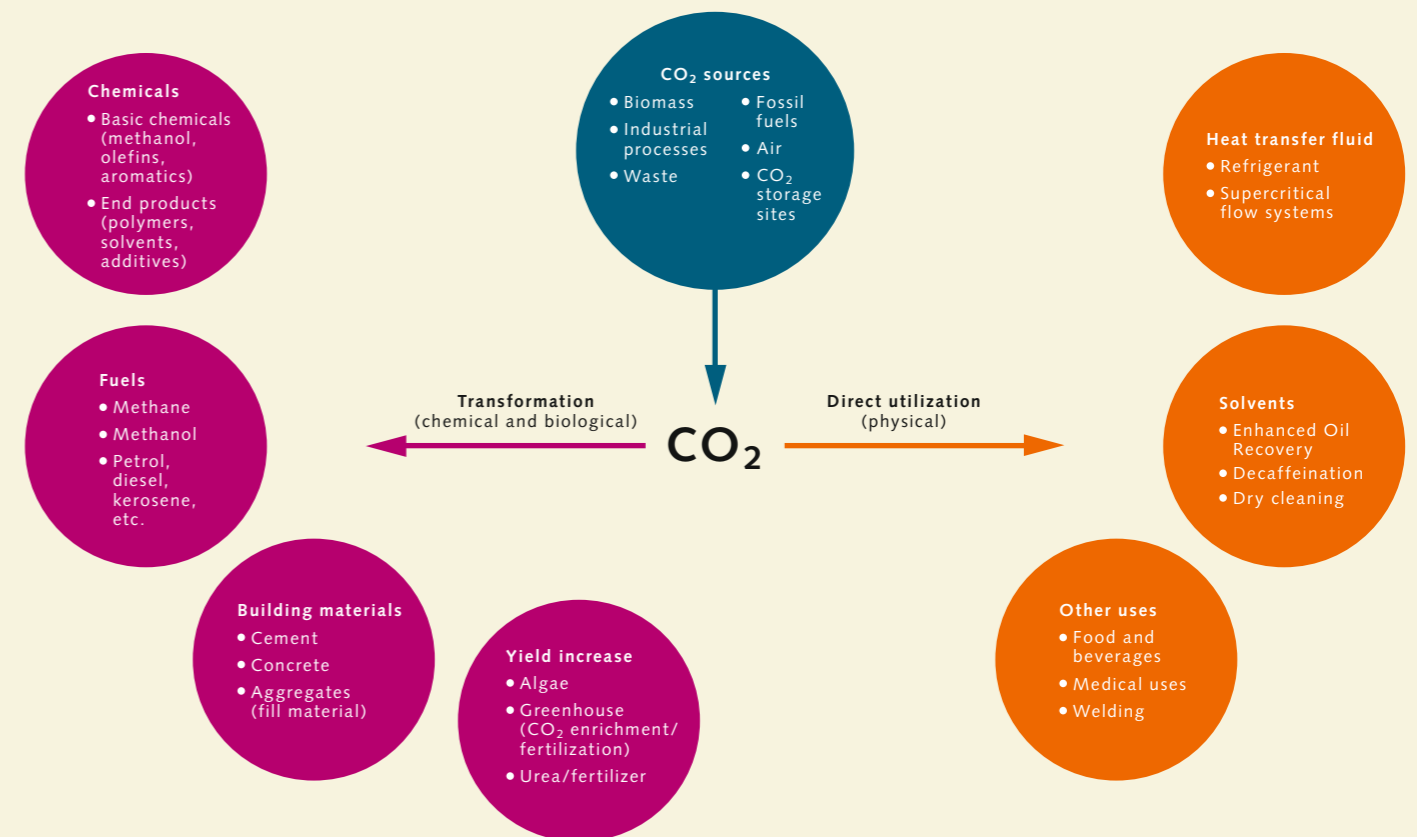 CO₂ sources
• Biomass
• Industrial
processes
• Waste
• Fossil
fuels
• Air
• CO₂
storage
sites
Chemicals
• Basic chemicals
(methanol,
olefins,
aromatics)
• End products
(polymers,
solvents,
additives)
Heat transfer fluid
• Refrigerant
• Supercritical
flow systems
Fuels
• Methane
• Methanol
• Petrol,
diesel,
kerosene,
etc.
Transformation
(chemical and biological)
CO₂
Direct utilization
(physical)
Solvents
• Enhanced Oil
Recovery
• Decaffeination
• Dry cleaning
Building materials
• Cement
• Concrete
• Aggregates
(fill material)
Yield increase
• Algae
• Greenhouse
(CO₂ enrichment/
fertilization)
• Urea/fertilizer
Other uses
• Food and
beverages
• Medical uses
• Welding